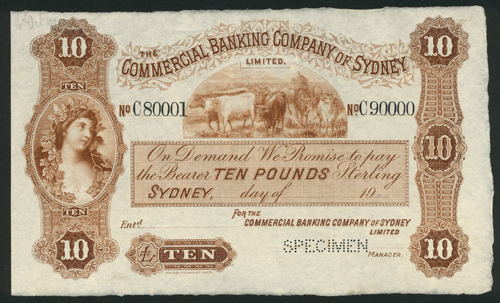 10
10
THE
COMMERCIAL BANKING COMPANY OF SYDNEY
LIMITED.
TEN
No C 80001
No C 90000
10
On Demand We Promise to pay
the Bearer TEN POUNDS Sterling
SYDNEY, day of 19
TEN
Entd.
FOR THE
COMMERCIAL BANKING COMPANY OF SYDNEY
LIMITED
10
£ TEN
SPECIMEN
MANAGER.
10